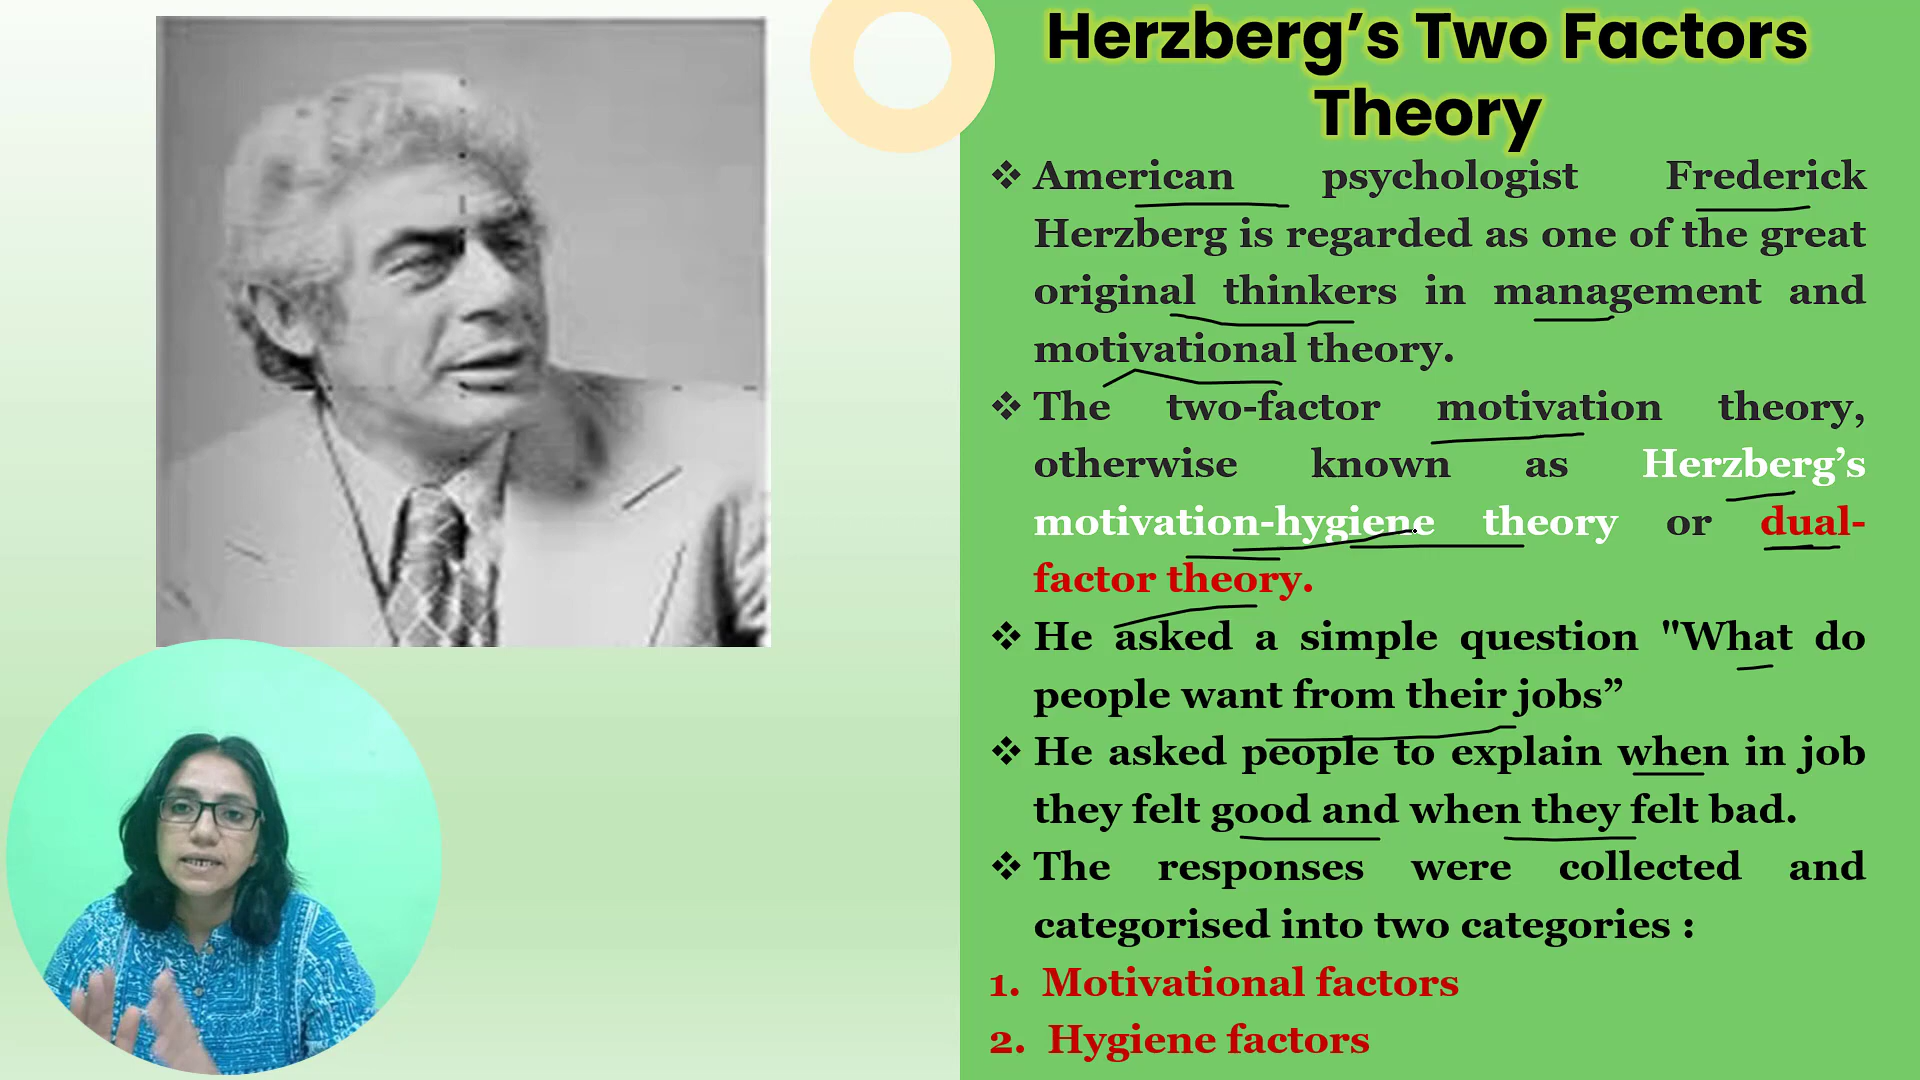 Herzberg’s Two Factors
Theory
❖ American psychologist Frederick
Herzberg is regarded as one of the great
original thinkers in management and
motivational theory.
❖ The two-factor motivation theory,
otherwise known as Herzberg’s
motivation-hygiene theory or dual-
factor theory.
❖ He asked a simple question "What do
people want from their jobs”
❖ He asked people to explain when in job
they felt good and when they felt bad.
❖ The responses were collected and
categorised into two categories :
1. Motivational factors
2. Hygiene factors